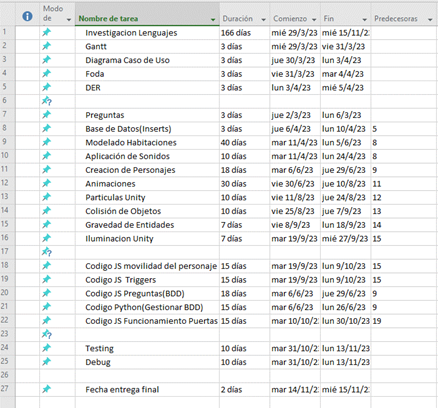 Modo de Nombre de tarea Duración Comienzo Fin Predecesoras
1 Investigacion Lenguajes 166 días mié 29/3/23 mié 15/11/2
2 Gantt 3 días mié 29/3/23 vie 31/3/23
3 Diagrama Caso de Uso 3 días jue 30/3/23 lun 3/4/23
4 Foda 3 días vie 31/3/23 mar 4/4/23
5 DER 3 días lun 3/4/23 mié 5/4/23
6
7 Preguntas 3 días jue 2/3/23 lun 6/3/23
8 Base de Datos(Inserts) 3 días jue 6/4/23 lun 10/4/23 5
9 Modelado Habitaciones 40 días mar 11/4/23 lun 5/6/23 8
10 Aplicación de Sonidos 10 días mar 11/4/23 lun 24/4/23 8
11 Creacion de Personajes 18 días mar 6/6/23 jue 29/6/23 9
12 Animaciones 30 días vie 30/6/23 jue 10/8/23 11
13 Particulas Unity 10 días vie 11/8/23 jue 24/8/23 12
14 Colisión de Objetos 10 días vie 25/8/23 jue 7/9/23 13
15 Gravedad de Entidades 7 días vie 8/9/23 lun 18/9/23 14
16 Iluminacion Unity 7 días mar 19/9/23 mié 27/9/23 15
17
18 Codigo JS movilidad del personaje 15 días mar 19/9/23 lun 9/10/23 15
19 Codigo JS Triggers 15 días mar 19/9/23 lun 9/10/23 15
20 Codigo JS Preguntas(BDD) 18 días mar 6/6/23 jue 29/6/23 9
21 Codigo Python(Gestionar BDD) 15 días mar 6/6/23 lun 26/6/23 9
22 Codigo JS Funcionamiento Puertas 15 días mar 10/10/2 lun 30/10/23 19
23
24 Testing 10 días mar 31/10/2 lun 13/11/23
25 Debug 10 días mar 31/10/2 lun 13/11/23
26
27 Fecha entrega final 2 días mar 14/11/2 mié 15/11/2